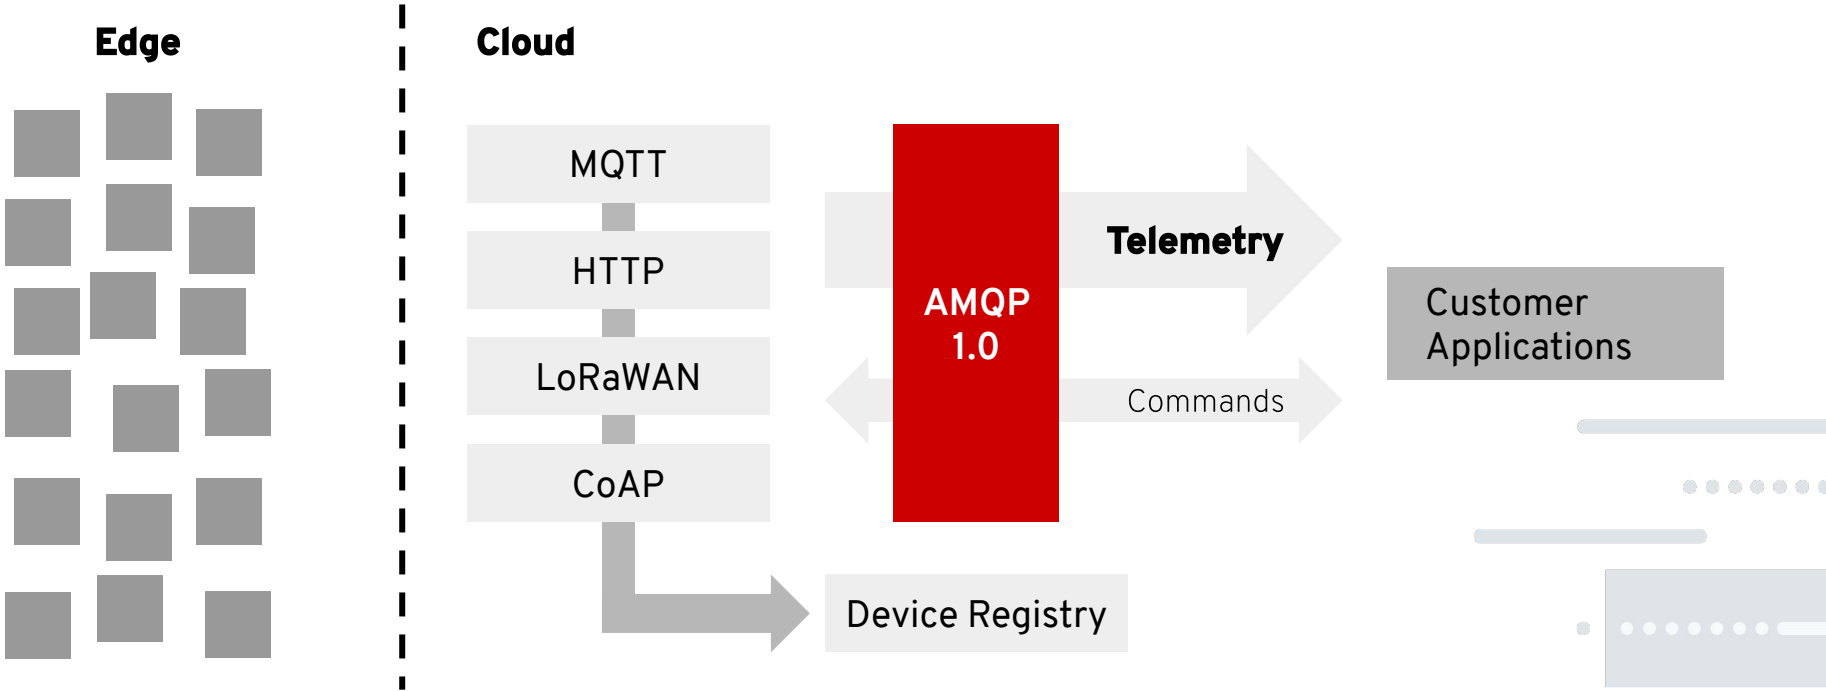 Edge
Cloud
MQTT
HTTP
LoRaWAN
CoAP
AMQP
1.0
Telemetry
Commands
Customer
Applications
Device Registry